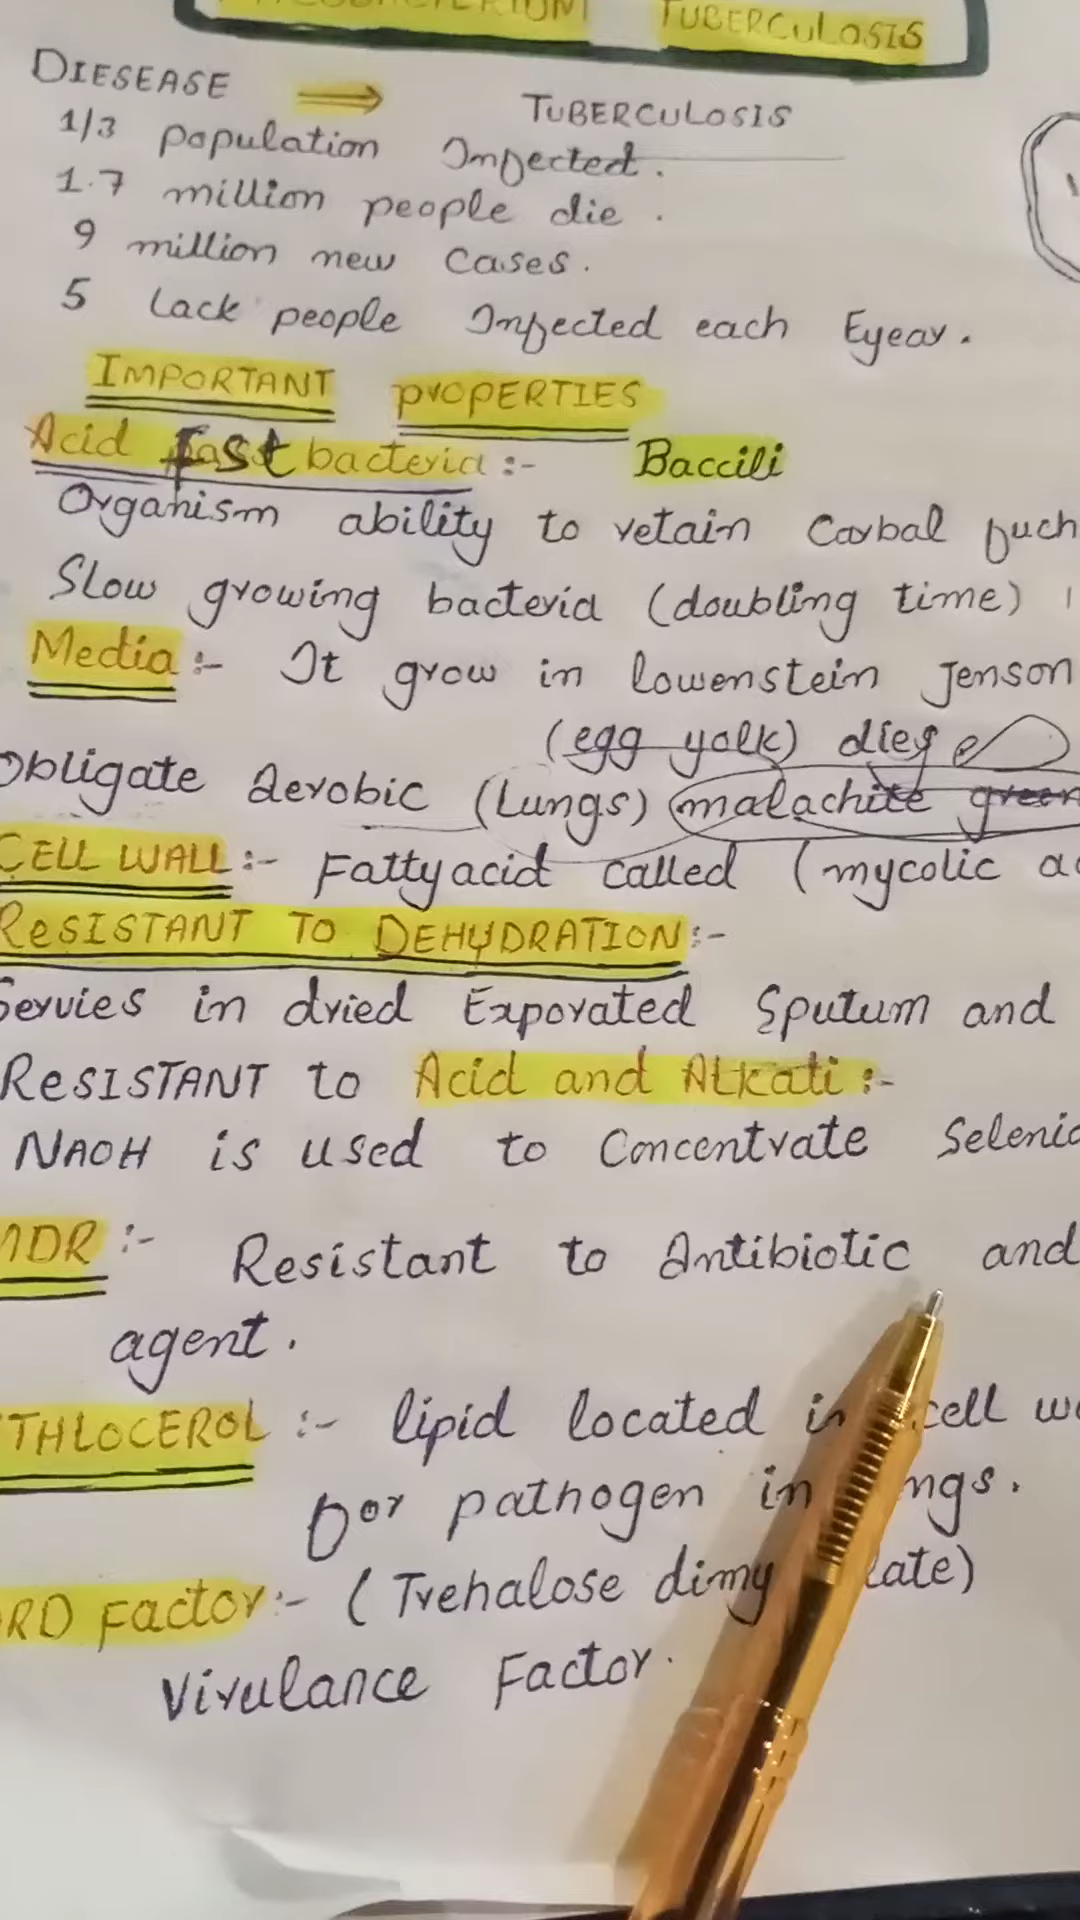 TUBERCULOSIS
DIESEASE ⇒ TUBERCULOSIS
1/3 population Infected.
1.7 million people die.
9 million new cases.
5 Lack people Infected each Eyear.
IMPORTANT PROPERTIES
Acid fast bacteria:- Baccili
Organism ability to retain Carbal fuch
Slow growing bacteria (doubling time)
Media:- It grow in lowenstein Jenson
(egg yolk) dies
Obligate aerobic (Lungs) malachite green
CELL WALL:- Fattyacid called (mycolic ac
ReSISTANT TO DEHYDRATION:-
Servies in dried Exporated Sputum and
ReSISTANT to Acid and Alkati:-
NAOH is used to Concentrate Selenic
MDR:- Resistant to Antibiotic and
agent.
THLOCEROL:- lipid located in cell wa
for pathogen in ngs.
RD Factor:- (Trehalose dimy late)
Virulance Factor.